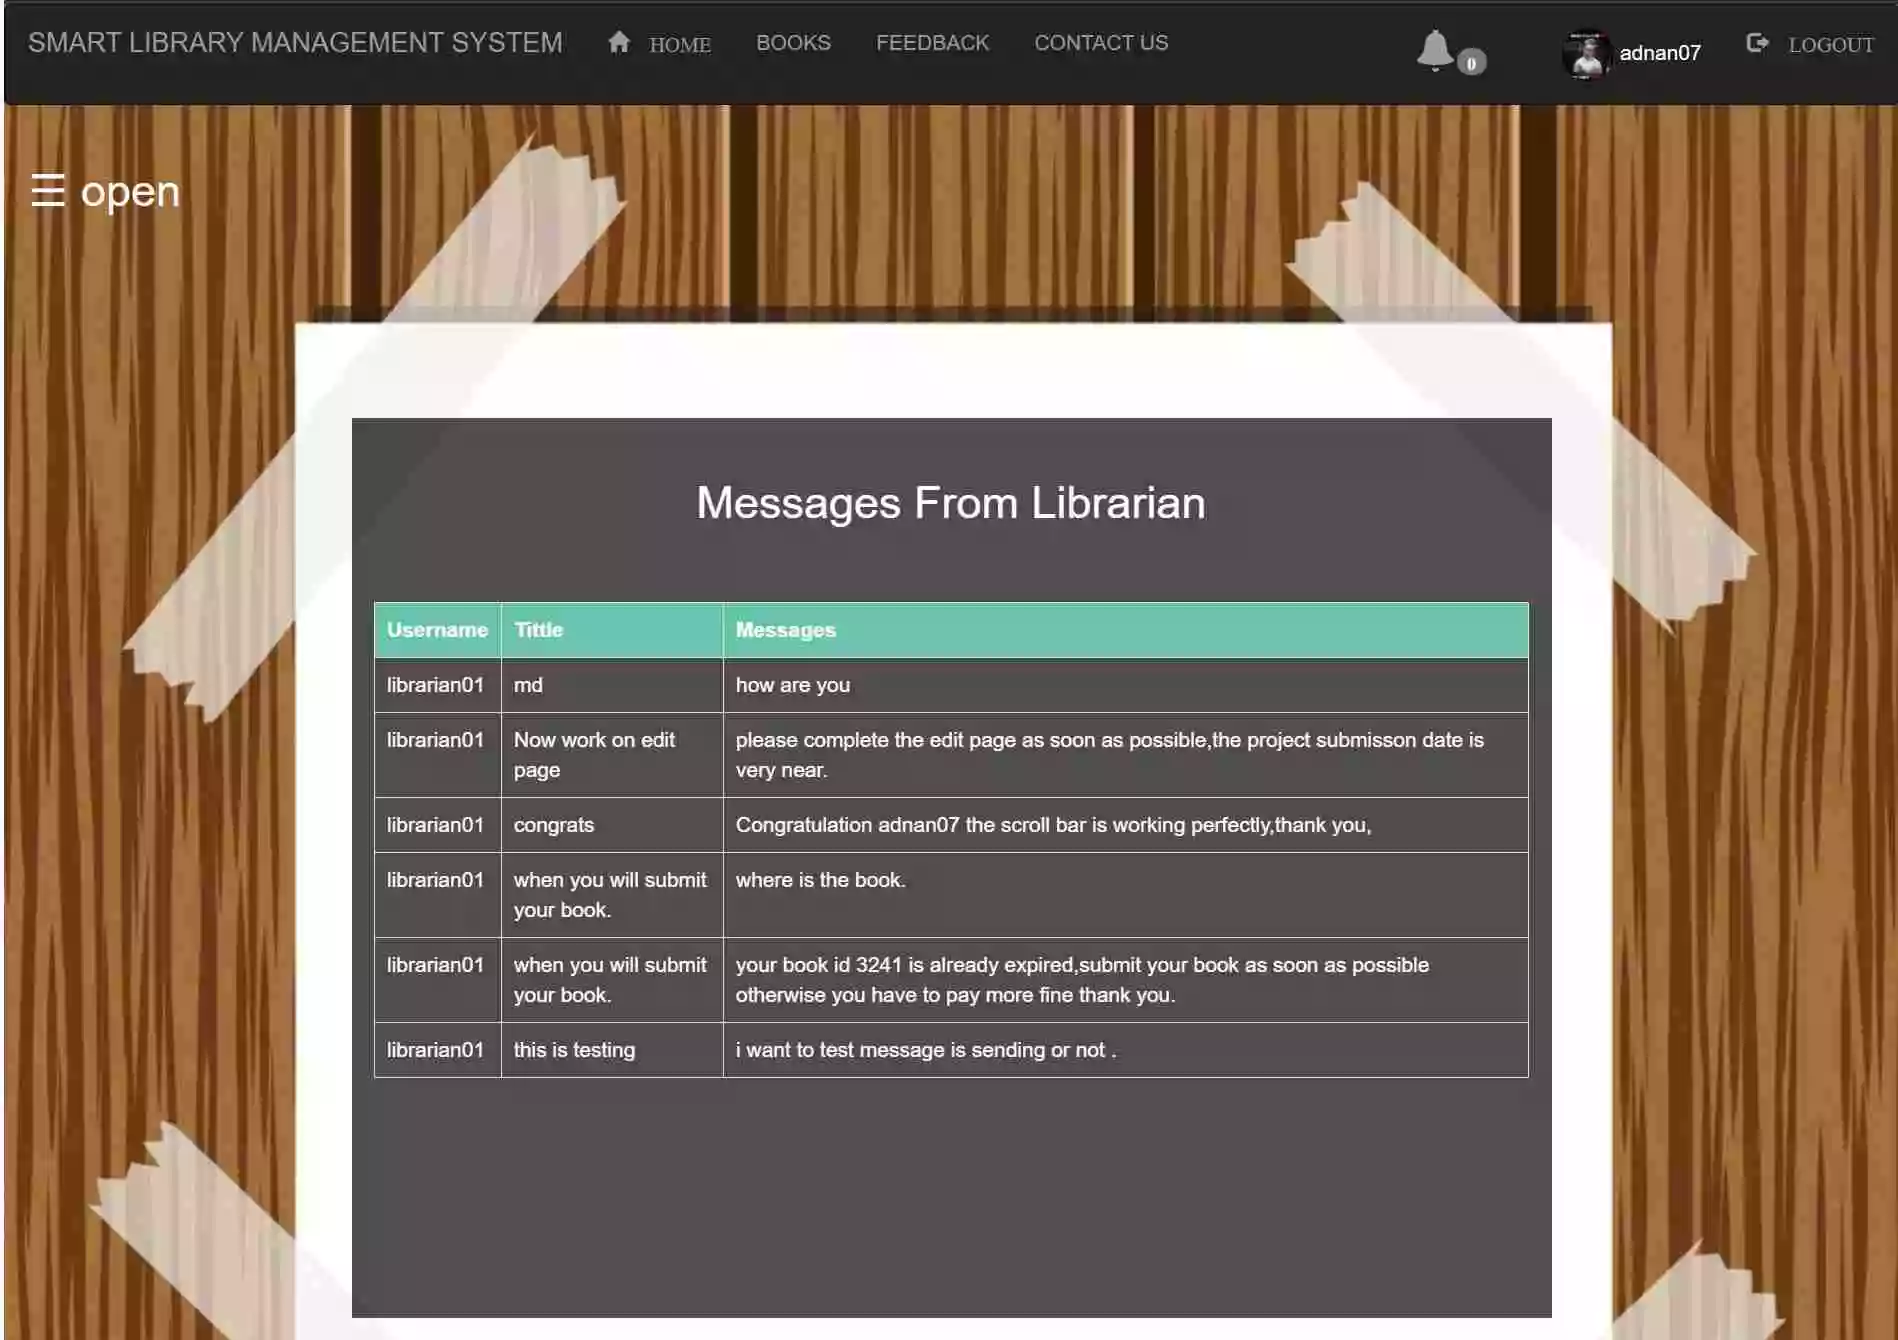 SMART LIBRARY MANAGEMENT SYSTEM HOME BOOKS FEEDBACK CONTACT US 0 adnan07 LOGOUT
☰ open
Messages From Librarian
Username Tittle Messages
librarian01 md how are you
librarian01 Now work on edit please complete the edit page as soon as possible,the project submisson date is
page very near.
librarian01 congrats Congratulation adnan07 the scroll bar is working perfectly,thank you,
librarian01 when you will submit where is the book.
your book.
librarian01 when you will submit your book id 3241 is already expired,submit your book as soon as possible
your book. otherwise you have to pay more fine thank you.
librarian01 this is testing i want to test message is sending or not .